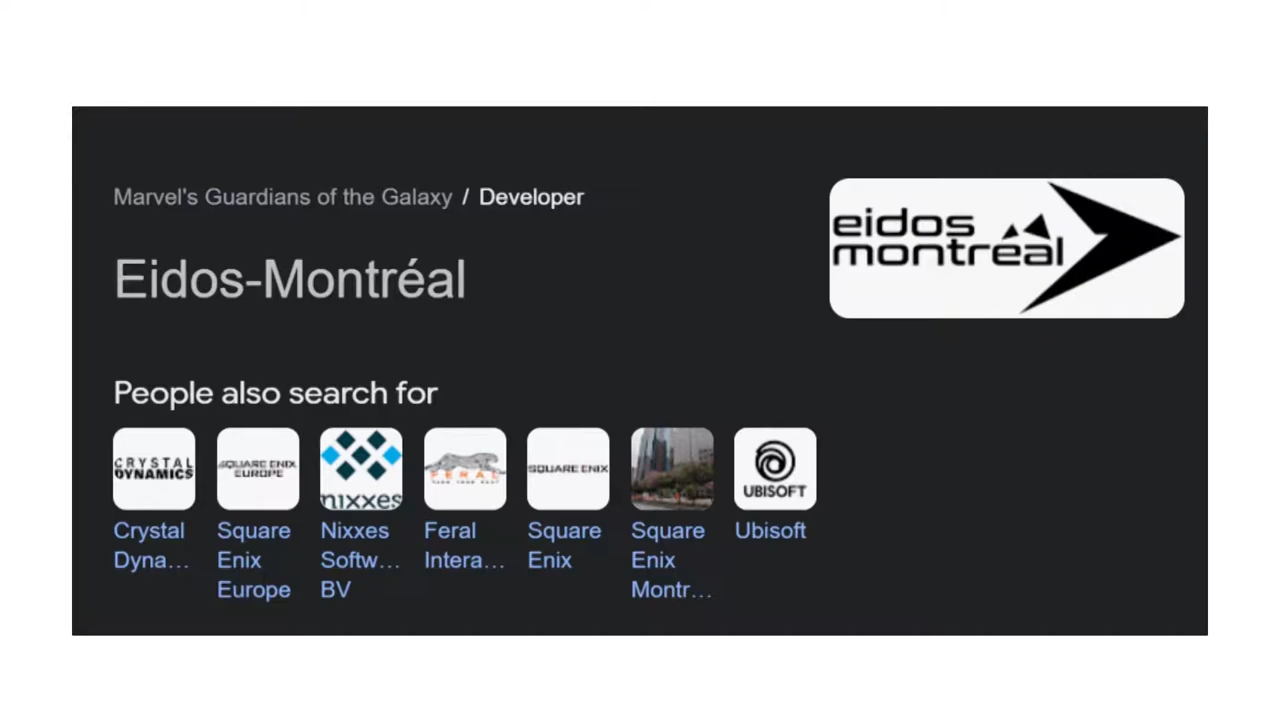 Marvel's Guardians of the Galaxy / Developer
Eidos-Montréal
eidos
montréal
People also search for
CRYSTAL
DYNAMICS
SQUARE ENIX
EUROPE
nixxes
FERAL
SQUARE ENIX
UBISOFT
Crystal
Dyna...
Square
Enix
Europe
Nixxes
Softw...
BV
Feral
Intera...
Square
Enix
Square
Enix
Montr...
Ubisoft